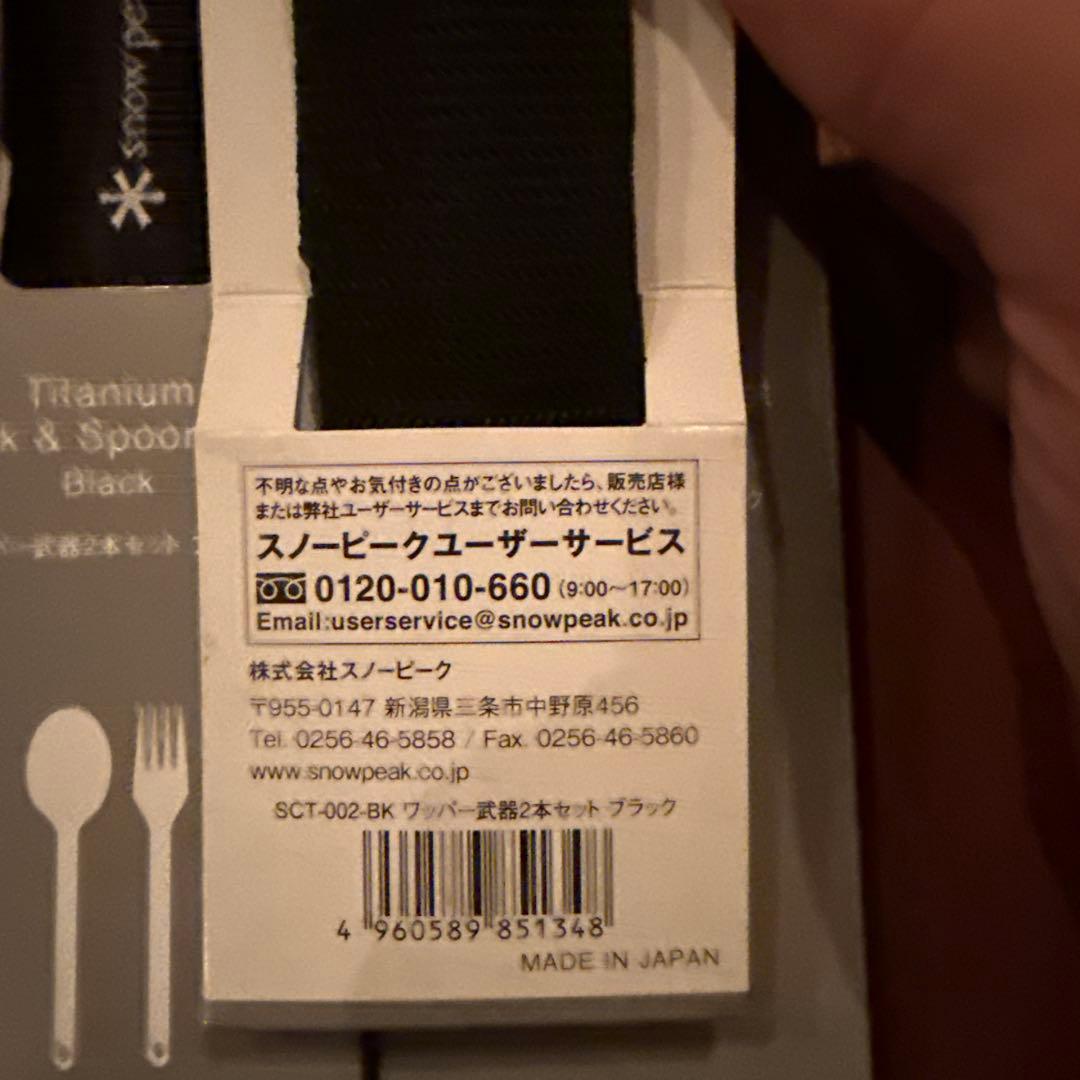 snow pe
Titanium
k & Spoon
Black
武器2本セット
不明な点やお気付きの点がございましたら、販売店様
または弊社ユーザーサービスまでお問い合わせください。
スノーピークユーザーサービス
0120-010-660 (9:00〜17:00)
Email:userservice@snowpeak.co.jp
株式会社スノーピーク
〒955-0147 新潟県三条市中野原456
Tel. 0256-46-5858 / Fax. 0256-46-5860
www.snowpeak.co.jp
SCT-002-BK ワッパー武器2本セット ブラック
4 960589 851348
MADE IN JAPAN